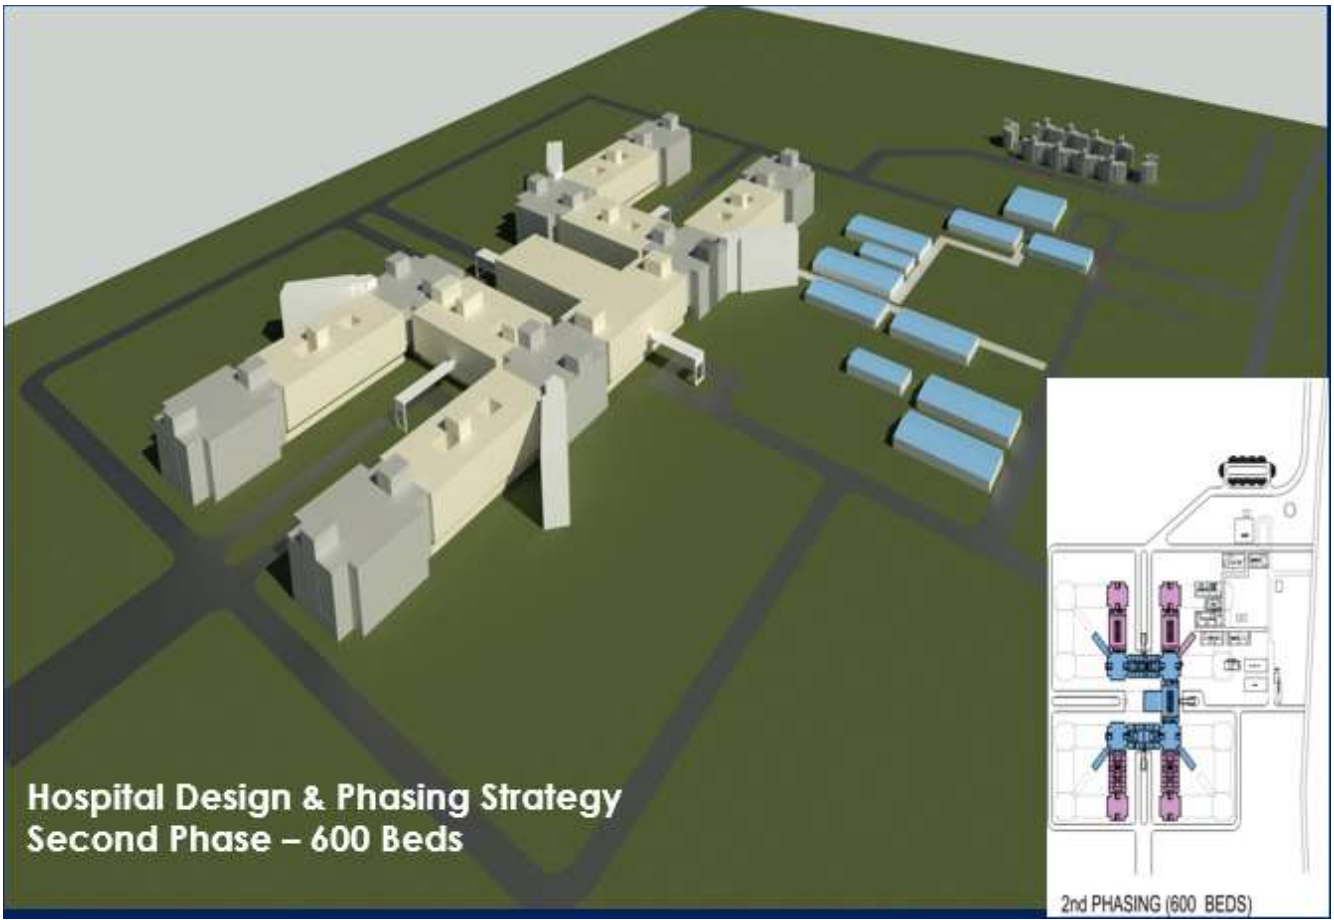 Hospital Design & Phasing Strategy
Second Phase – 600 Beds
2nd PHASING (600 BEDS)